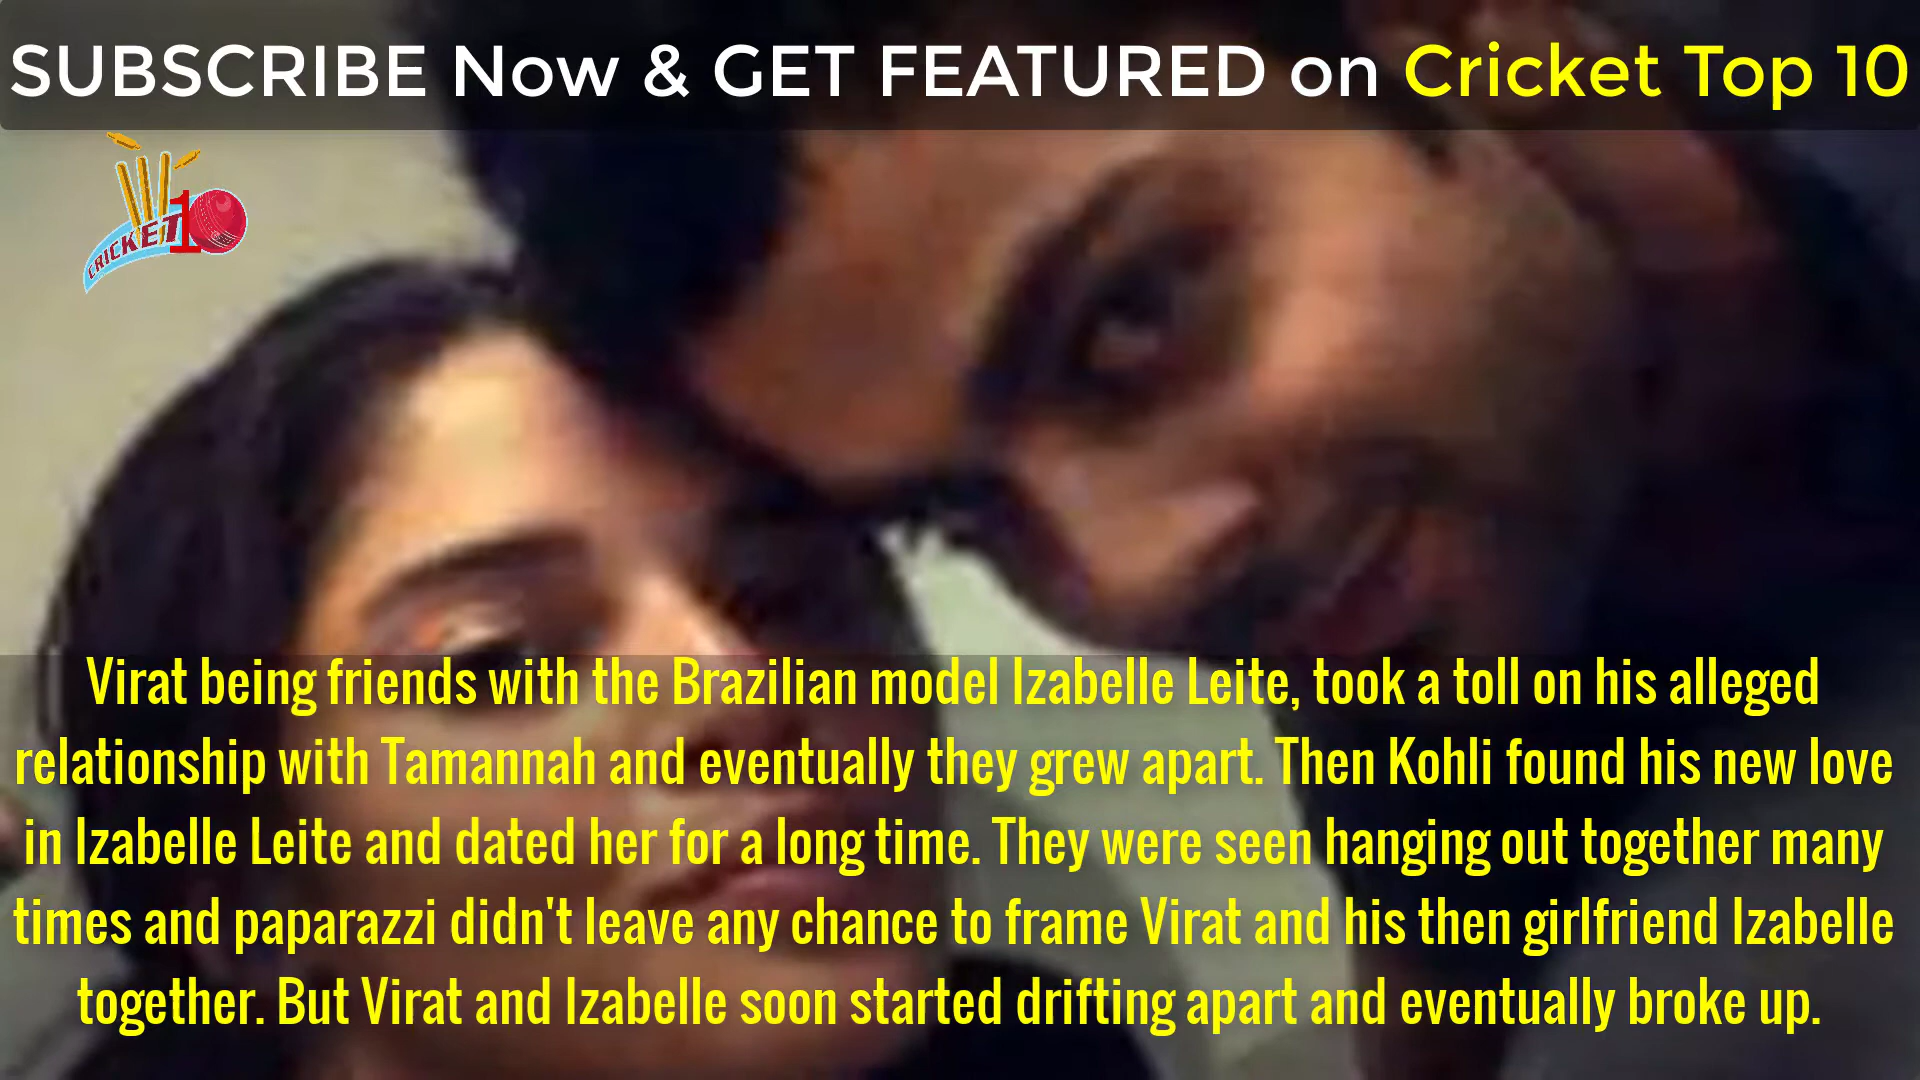 SUBSCRIBE Now & GET FEATURED on Cricket Top 10
CRICKET 10
Virat being friends with the Brazilian model Izabelle Leite, took a toll on his alleged
relationship with Tamannah and eventually they grew apart. Then Kohli found his new love
in Izabelle Leite and dated her for a long time. They were seen hanging out together many
times and paparazzi didn't leave any chance to frame Virat and his then girlfriend Izabelle
together. But Virat and Izabelle soon started drifting apart and eventually broke up.